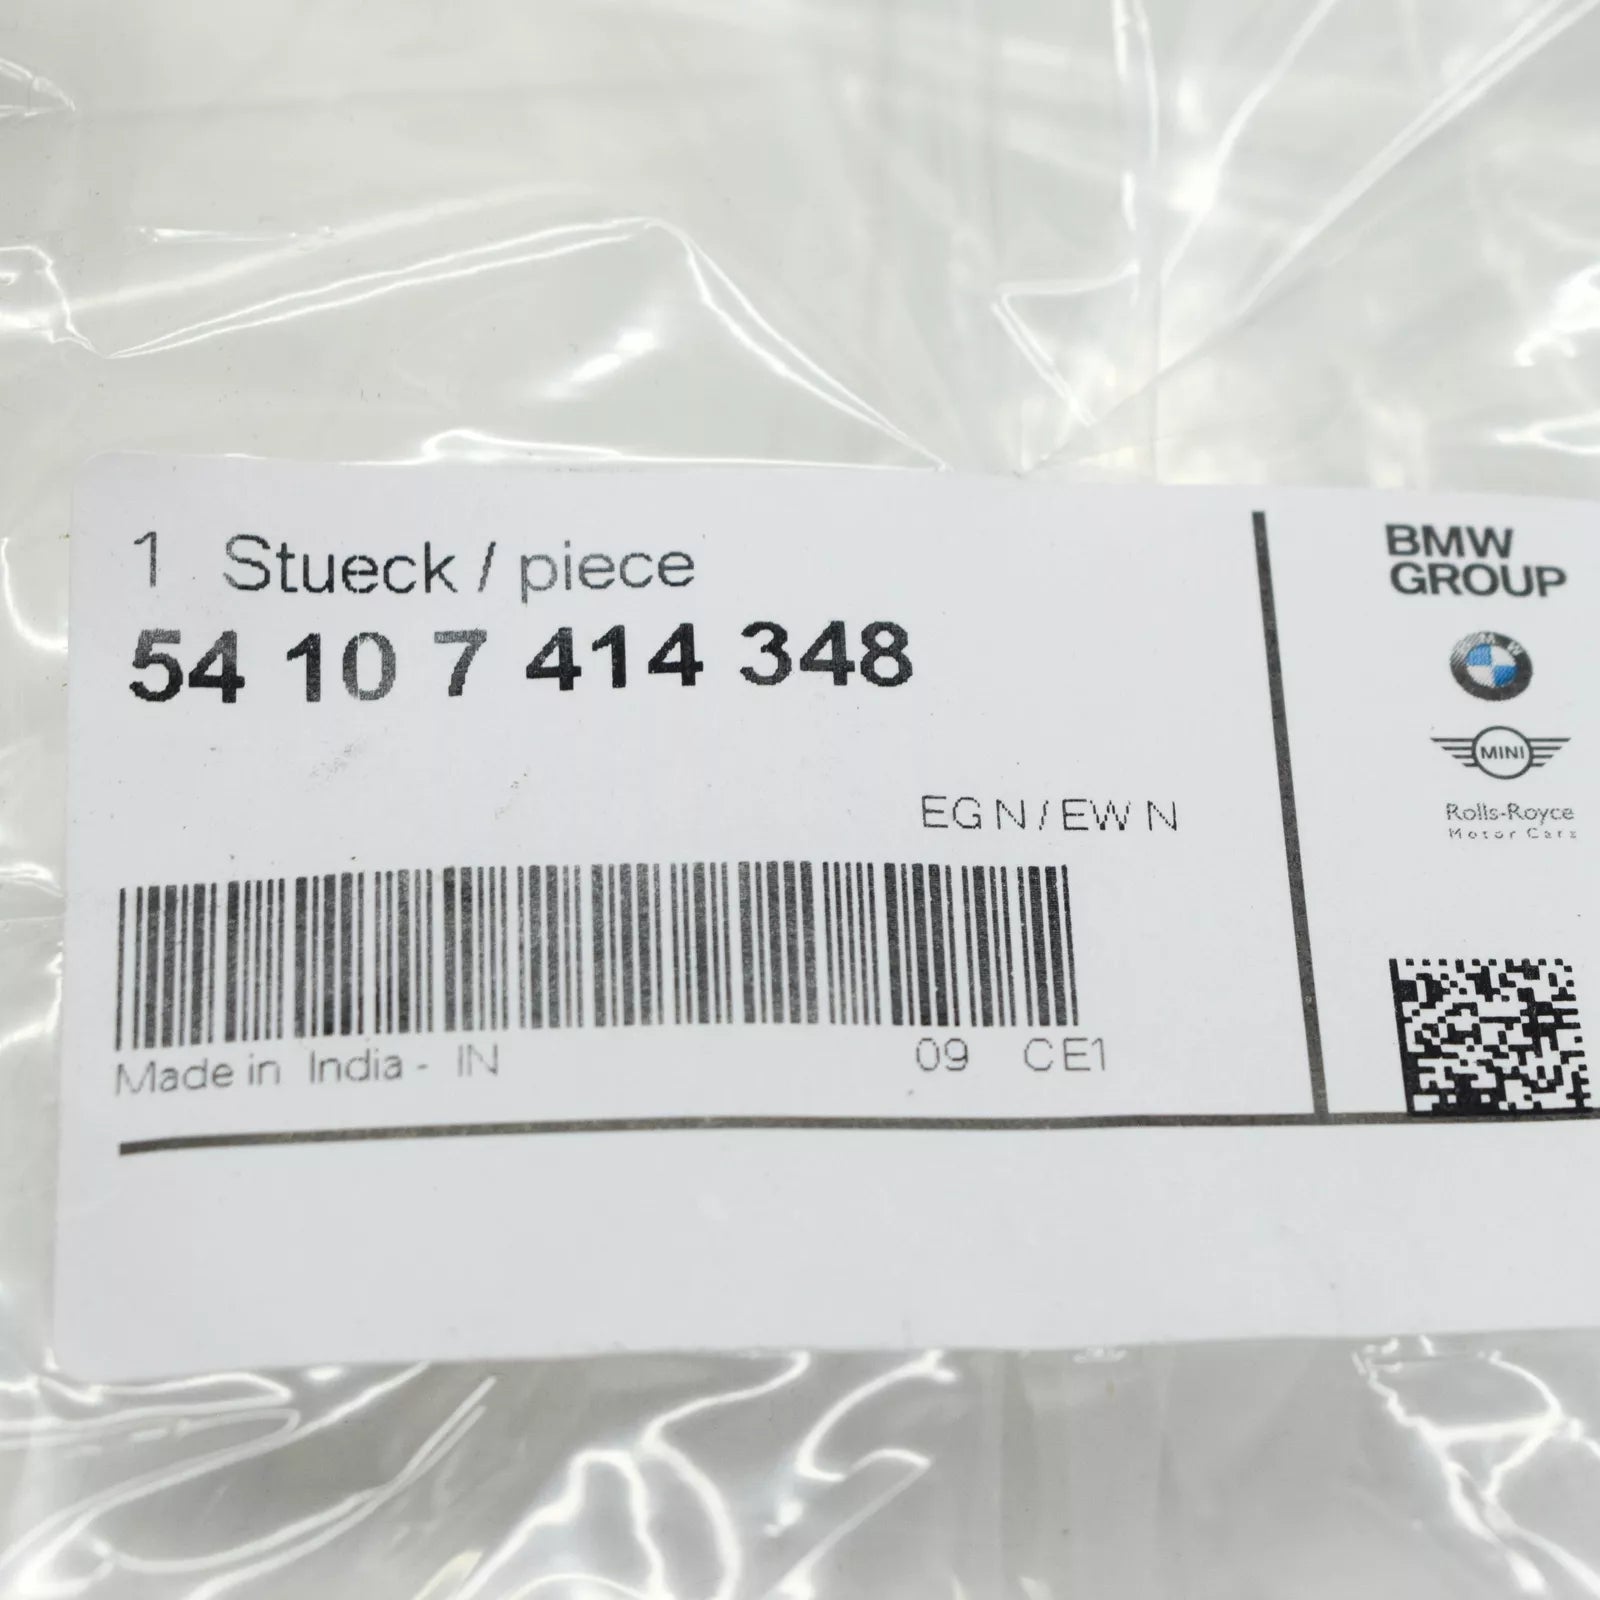 1 Stueck / piece
54 10 7 414 348
EG N / EW N
Made in India - IN
09 CE1
BMW
GROUP
BMW
MINI
Rolls-Royce
Motor Cars